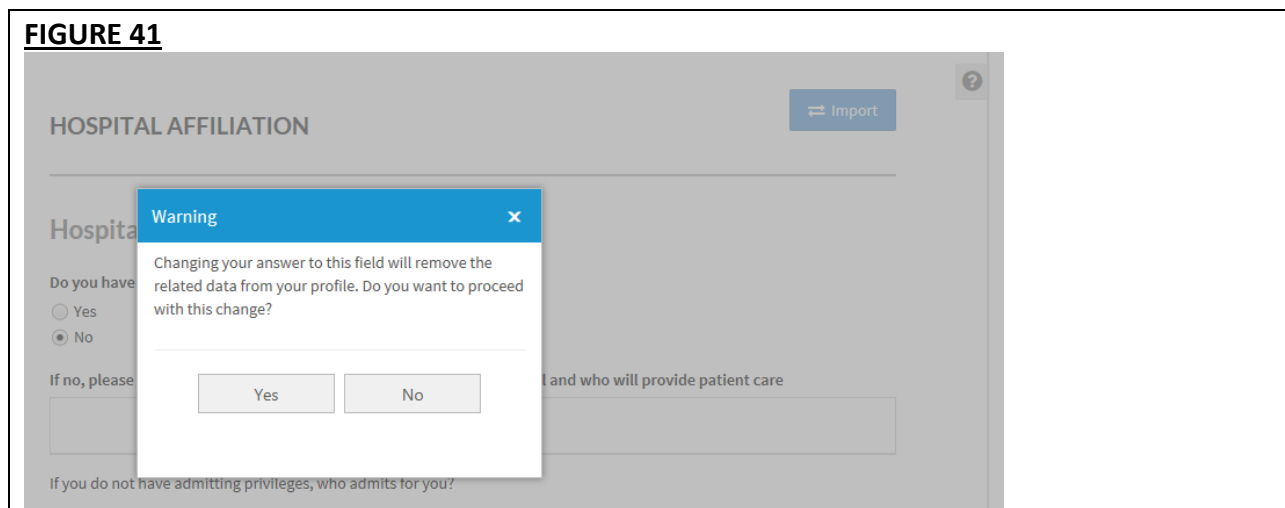 FIGURE 41
HOSPITAL AFFILIATION
Import
Warning
Hospita
Changing your answer to this field will remove the
related data from your profile. Do you want to proceed
with this change?
Do you have
Yes
No
If no, please
l and who will provide patient care
Yes
No
If you do not have admitting privileges, who admits for you?